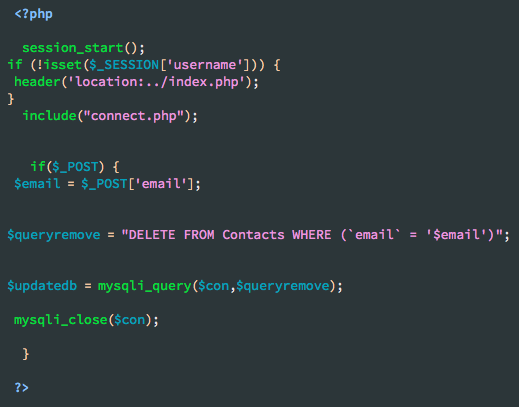 <?php
session_start();
if (!isset($_SESSION['username'])) {
header('location:../index.php');
}
include("connect.php");
if($_POST) {
$email = $_POST['email'];
$queryremove = "DELETE FROM Contacts WHERE (`email` = '$email')";
$updatedb = mysqli_query($con,$queryremove);
mysqli_close($con);
}
?>